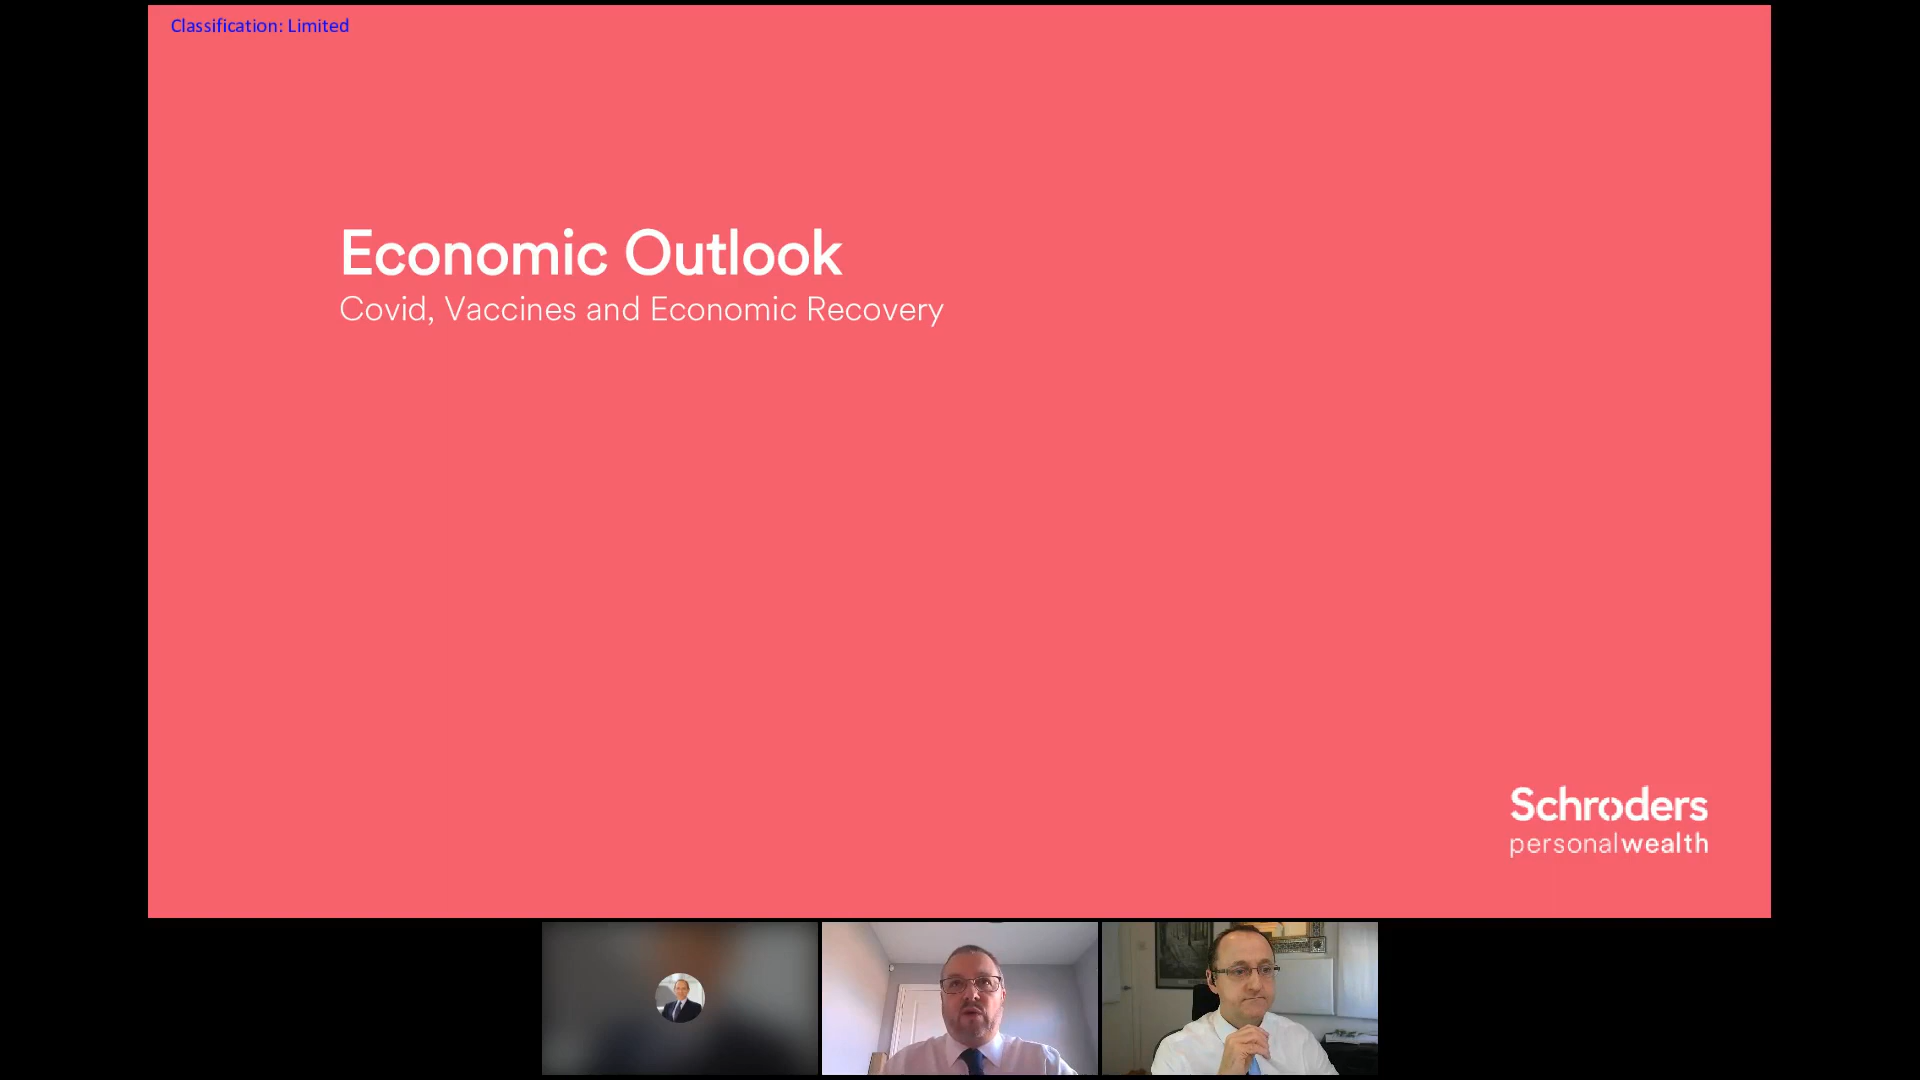 Classification: Limited
Economic Outlook
Covid, Vaccines and Economic Recovery
Schroders
personalwealth